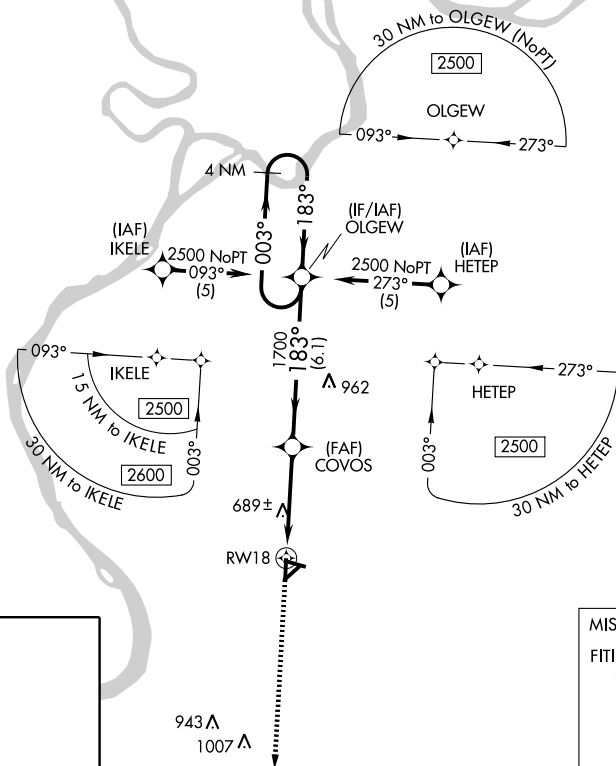 30 NM to OLGEW (NoPT)
2500
OLGEW
093°
273°
4 NM
003°
183°
(IF/IAF)
OLGEW
(IAF)
IKELE
2500 NoPT
093°
(5)
(IAF)
HETEP
2500 NoPT
273°
(5)
1700
183°
(6.1)
962
093°
IKELE
2500
15 NM to IKELE
003°
2600
30 NM to IKELE
273°
HETEP
003°
2500
30 NM to HETEP
(FAF)
COVOS
689±
RW18
MIS
FITI
943
1007